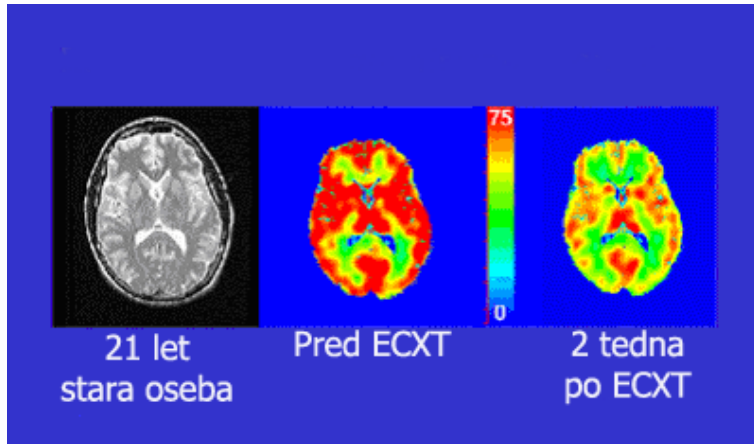 75
0
21 let
stara oseba
Pred ECXT
2 tedna
po ECXT